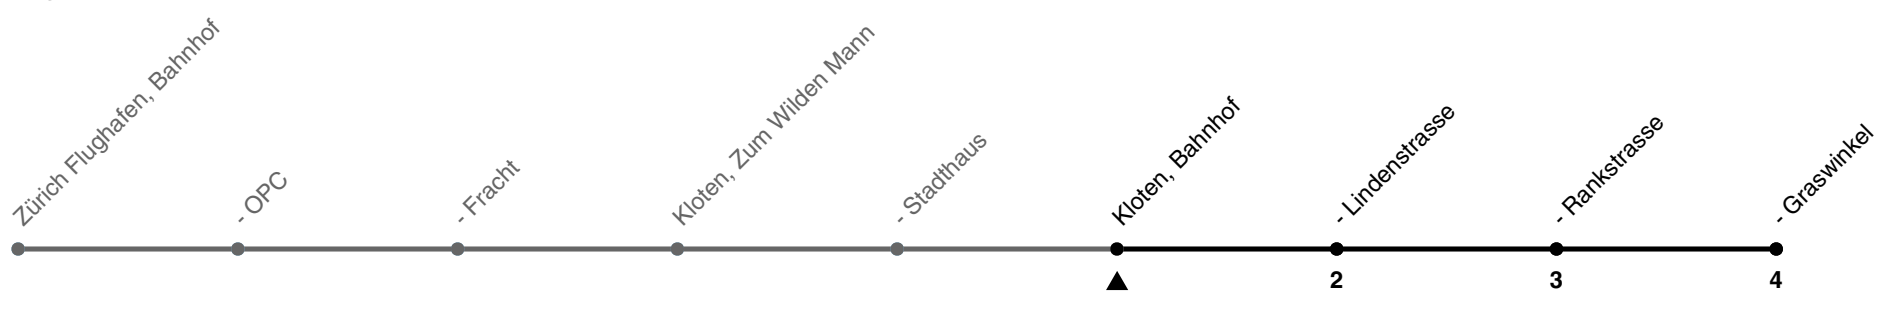 Zürich Flughafen, Bahnhof
- OPC
- Fracht
Kloten, Zum Wilden Mann
- Stadthaus
Kloten, Bahnhof
- Lindenstrasse
- Rankstrasse
- Graswinkel
2
3
4